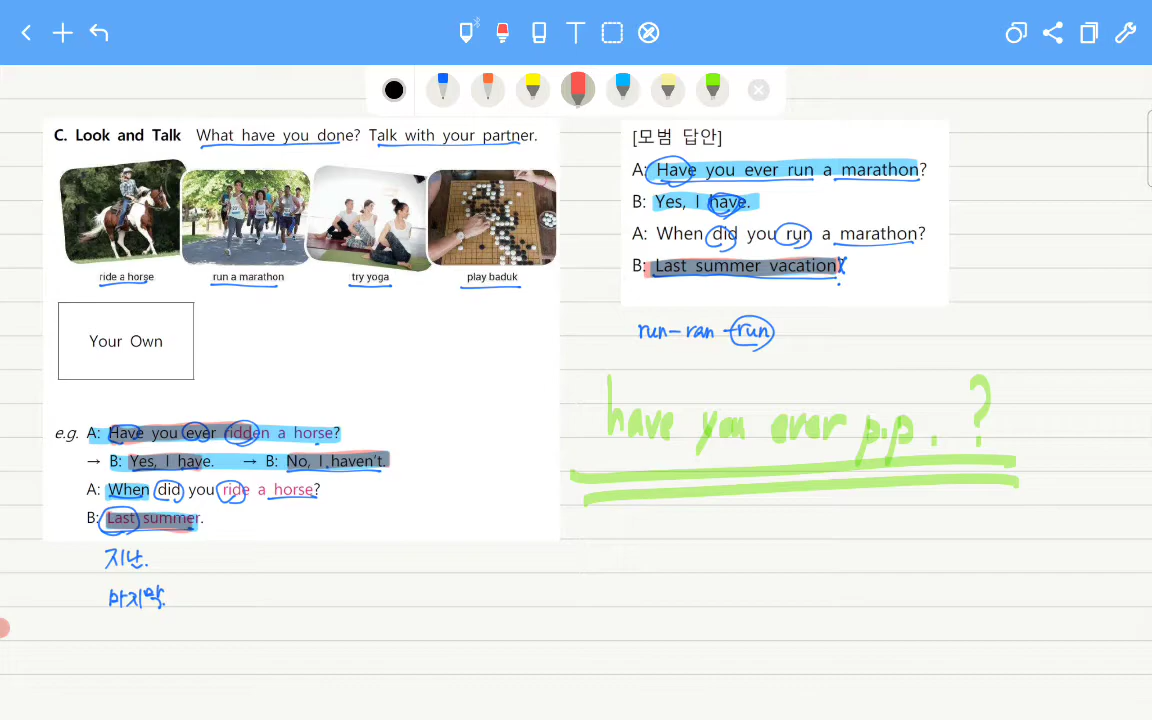 C. Look and Talk What have you done? Talk with your partner.
ride a horse
run a marathon
try yoga
play baduk
Your Own
e.g. A: Have you ever ridden a horse?
→ B: Yes, I have. → B: No, I haven't.
A: When did you ride a horse?
B: Last summer.
지난.
마지막.
[모범 답안]
A: Have you ever run a marathon?
B: Yes, I have.
A: When did you run a marathon?
B: Last summer vacation.
run - ran - run
have you ever p.p. ?